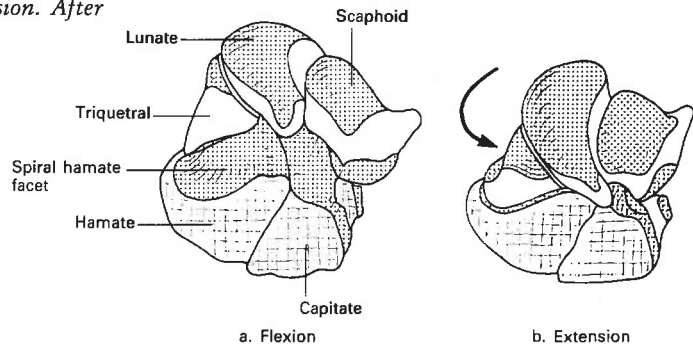 sion. After
Scaphoid
Lunate
Triquetral
Spiral hamate
facet
Hamate
Capitate
a. Flexion
b. Extension